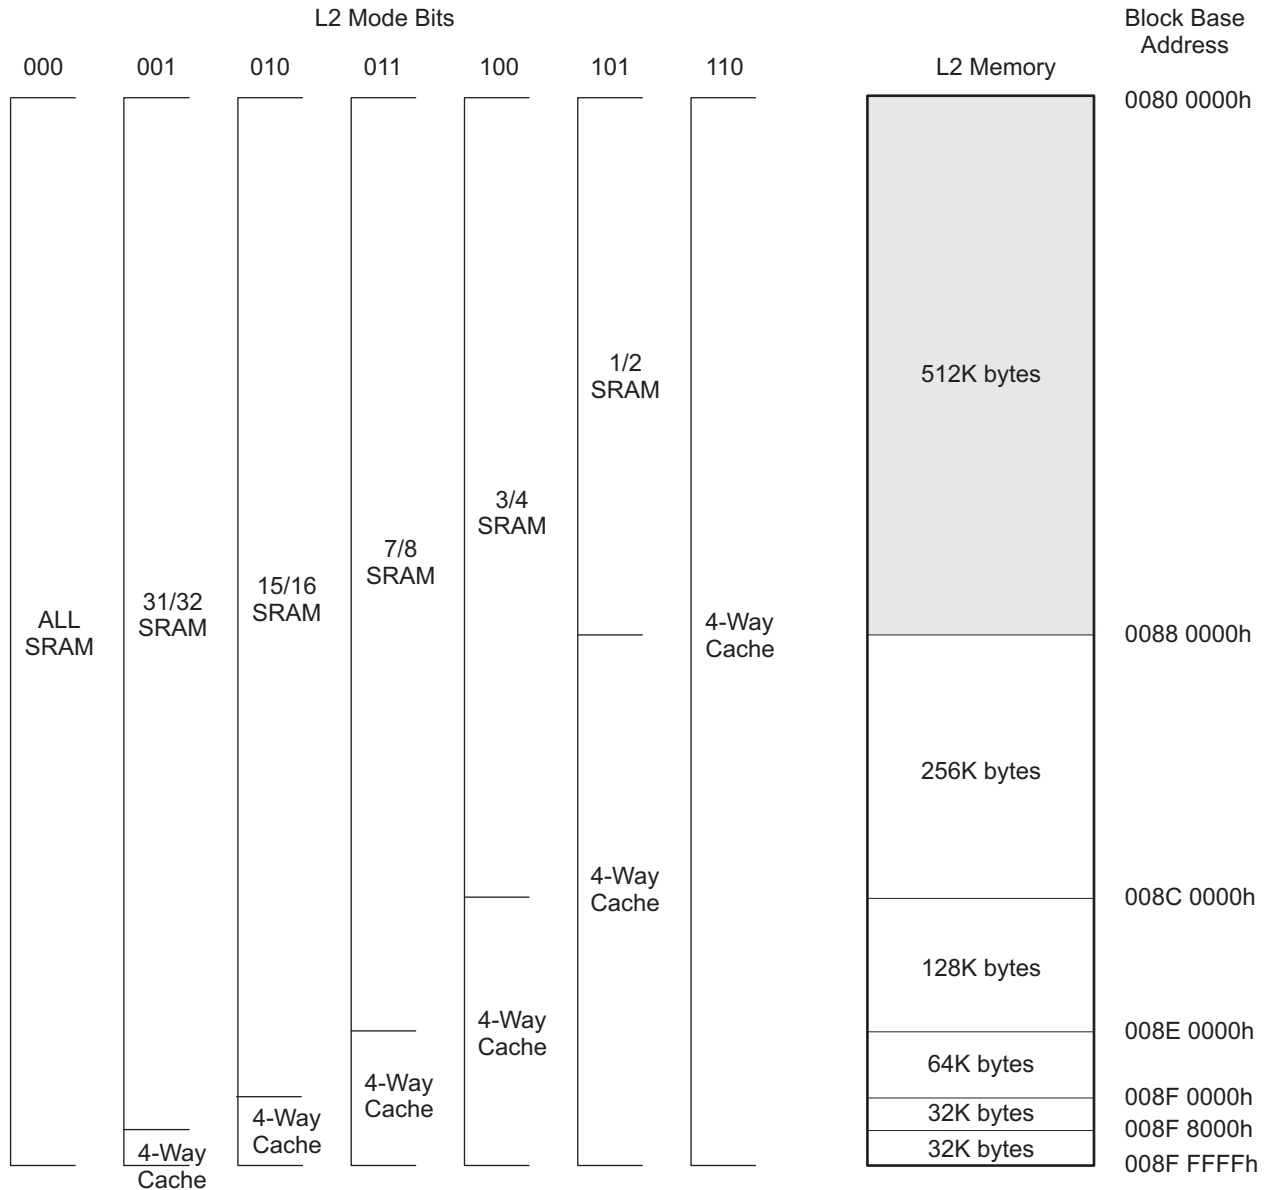 L2 Mode Bits
Block Base
Address
000 001 010 011 100 101 110 L2 Memory
0080 0000h
1/2
SRAM
512K bytes
3/4
SRAM
7/8
SRAM
15/16
SRAM
31/32
SRAM
ALL
SRAM
4-Way
Cache
0088 0000h
256K bytes
4-Way
Cache
008C 0000h
128K bytes
4-Way
Cache
008E 0000h
64K bytes
4-Way
Cache
008F 0000h
4-Way
Cache
32K bytes
008F 8000h
4-Way
Cache
32K bytes
008F FFFFh